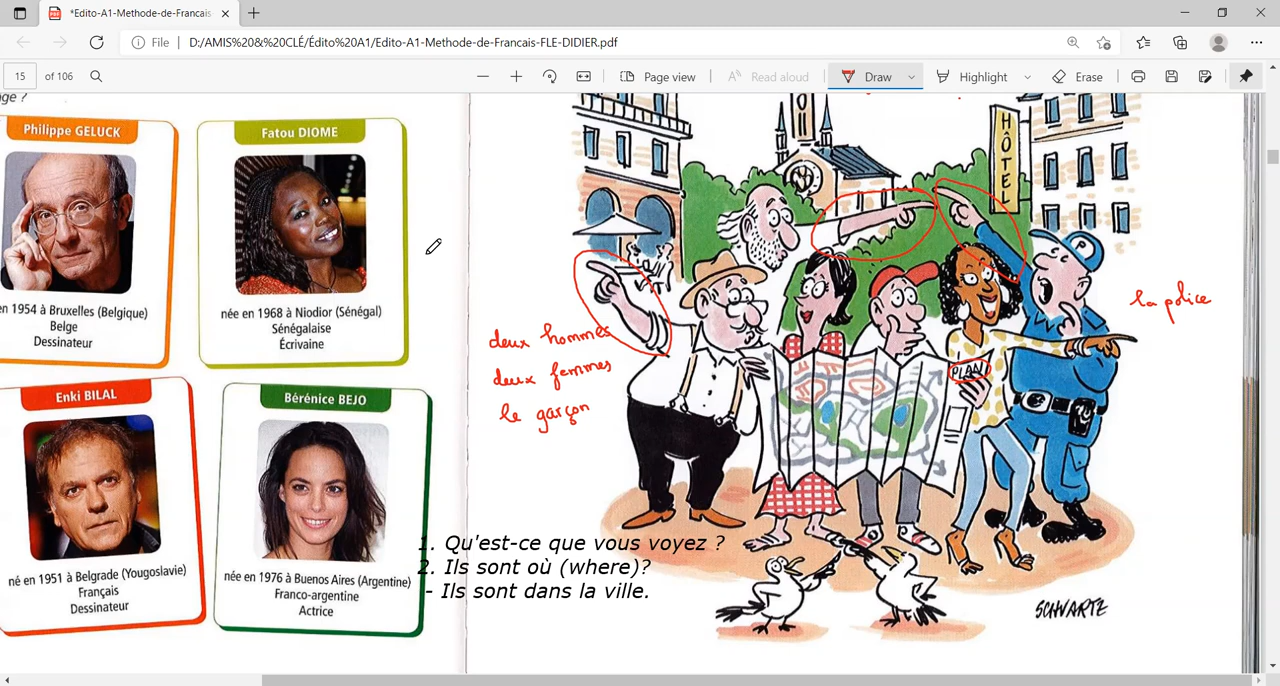 *Edito-A1-Methode-de-Francais
File
D:/AMIS%20&%20CLÉ/Édito%20A1/Edito-A1-Methode-de-Francais-FLE-DIDIER.pdf
15 of 106
Page view
Read aloud
Draw
Highlight
Erase
ge ?
Philippe GELUCK
en 1954 à Bruxelles (Belgique)
Belge
Dessinateur
Fatou DIOME
née en 1968 à Niodior (Sénégal)
Sénégalaise
Écrivaine
Enki BILAL
né en 1951 à Belgrade (Yougoslavie)
Français
Dessinateur
Bérénice BEJO
née en 1976 à Buenos Aires (Argentine)
Franco-argentine
Actrice
HÔTEL
P
deux hommes
deux femmes
le garçon
la police
PLAN
1. Qu'est-ce que vous voyez ?
2. Ils sont où (where)?
- Ils sont dans la ville.
SCHVARTZ